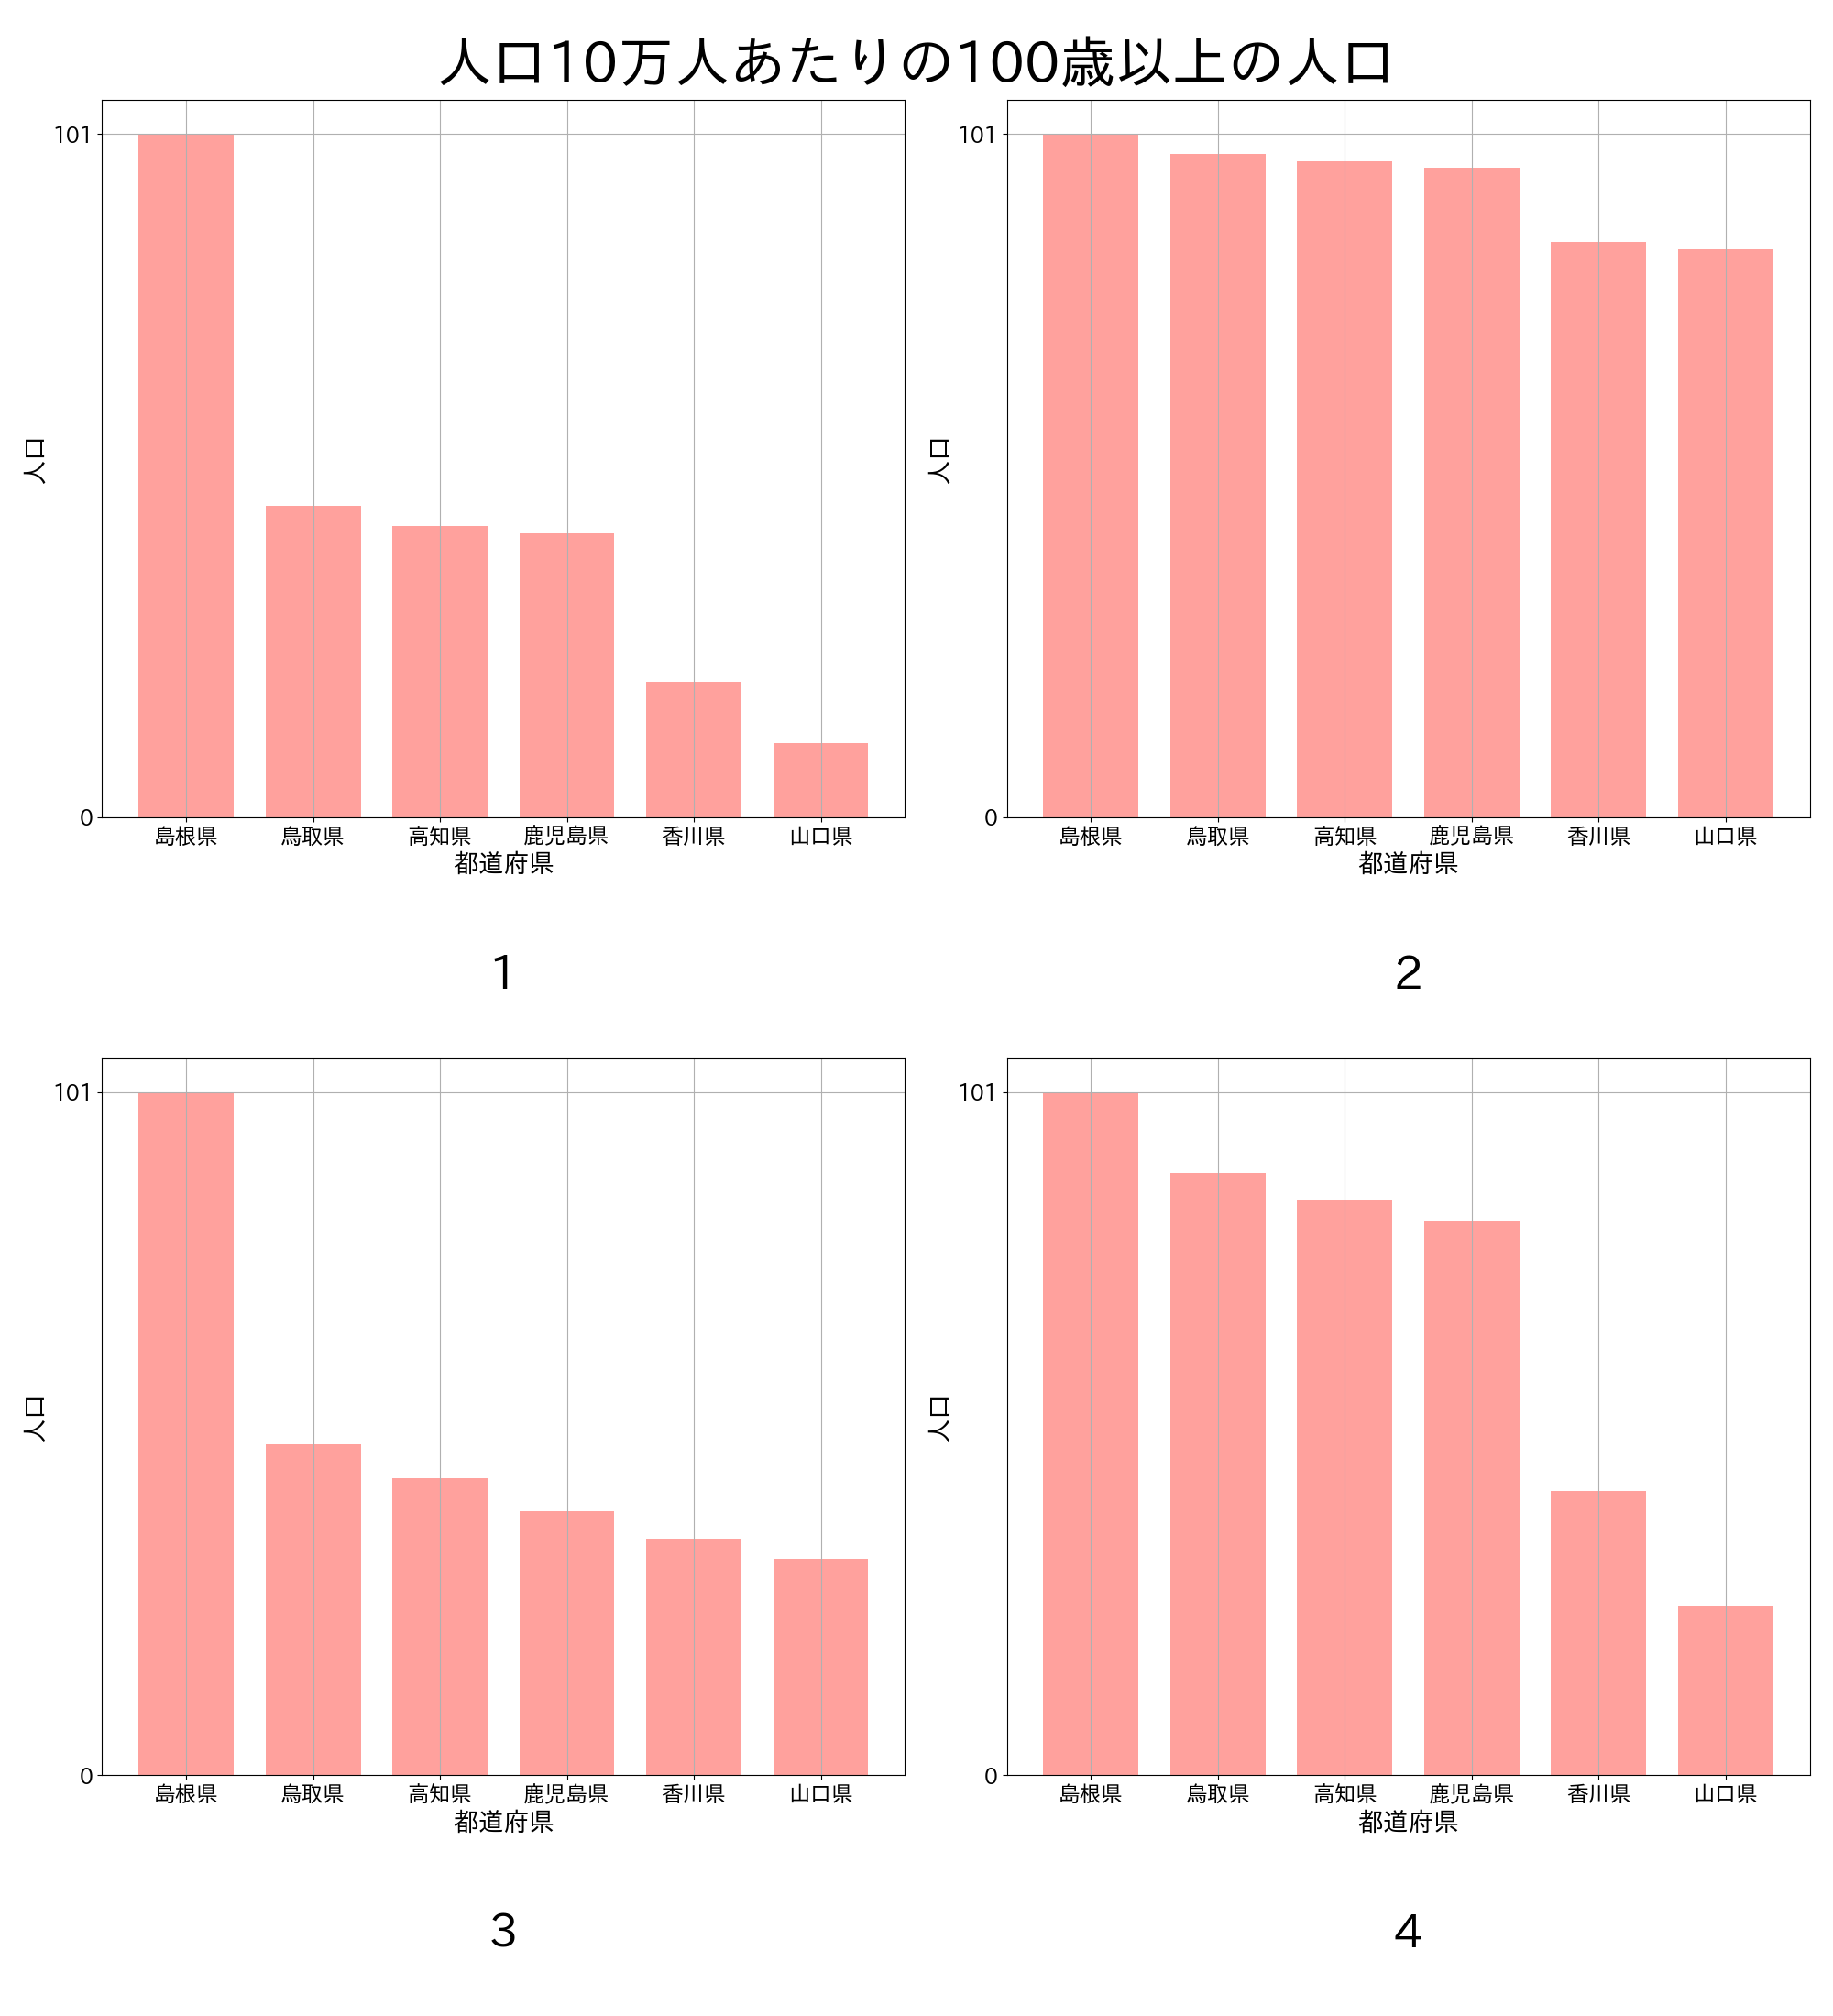 人口10万人あたりの100歳以上の人口
101
人口
0
島根県 鳥取県 高知県 鹿児島県 香川県 山口県
都道府県
1
101
人口
0
島根県 鳥取県 高知県 鹿児島県 香川県 山口県
都道府県
2
101
人口
0
島根県 鳥取県 高知県 鹿児島県 香川県 山口県
都道府県
3
101
人口
0
島根県 鳥取県 高知県 鹿児島県 香川県 山口県
都道府県
4